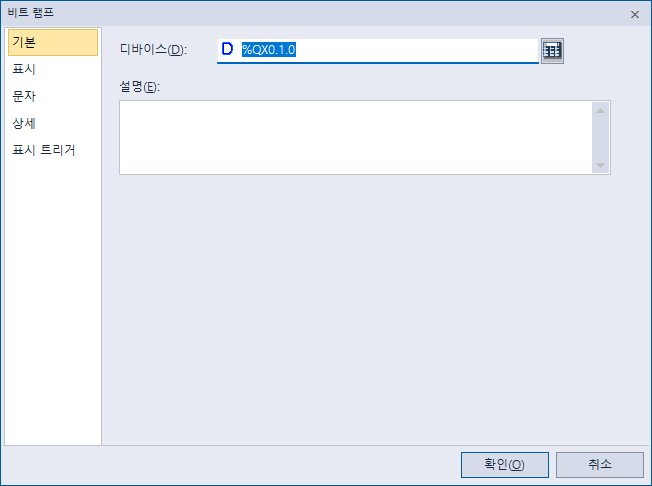 비트 램프
기본
표시
문자
상세
표시 트리거
디바이스(D): D %QX0.1.0
설명(E):
확인(O) 취소